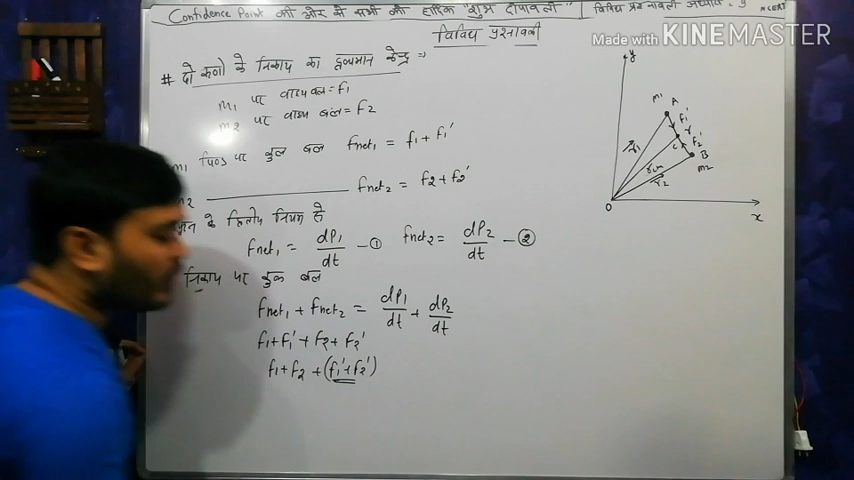 Confidence Point की ओर से सभी को हार्दिक "शुभ दीपावली"
विविध प्रश्नावली अध्याय - 9 NCERT
विविध प्रश्नावली
Made with KINEMASTER
# दो कणों के निकाय का द्रव्यमान केन्द्र ⇒
m1 पर वाह्य बल = f1
m2 पर वाह्य बल = f2
m1 पिण्ड पर कुल बल fnet1 = f1 + f1'
m2 ———— fnet2 = f2 + f2'
के द्वितीय नियम से
fnet1 = dP1/dt — ① fnet2 = dP2/dt — ②
निकाय पर कुल बल
fnet1 + fnet2 = dP1/dt + dP2/dt
f1 + f1' + f2 + f2'
f1 + f2 + (f1' + f2')
y
m1 A
f1'
r
r1
c f2'
B
rcm
m2
r2
O
x